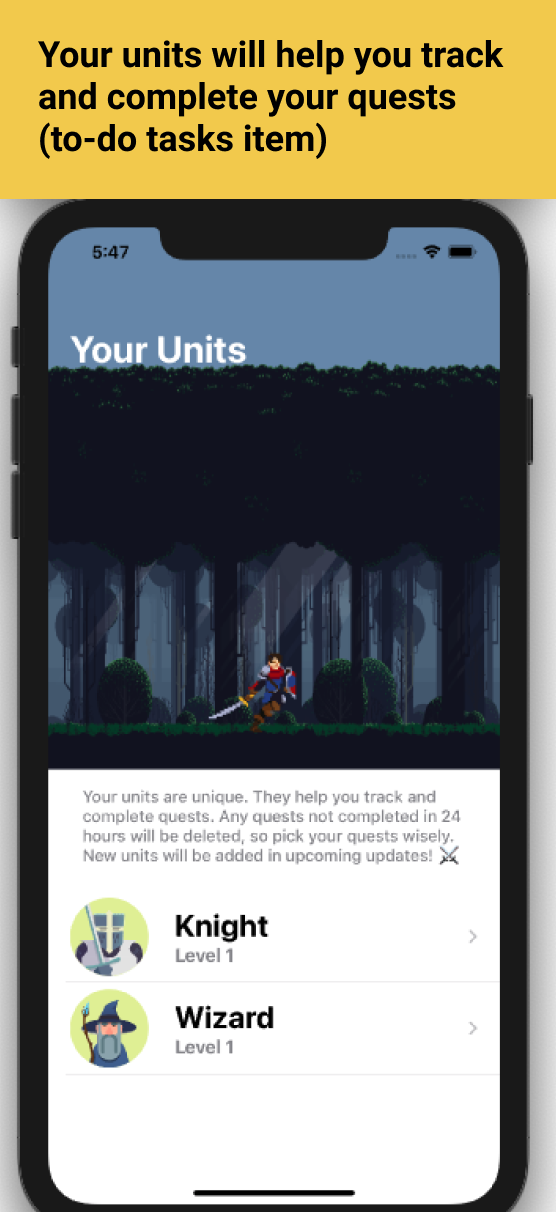 Your units will help you track
and complete your quests
(to-do tasks item)
5:47
Your Units
Your units are unique. They help you track and
complete quests. Any quests not completed in 24
hours will be deleted, so pick your quests wisely.
New units will be added in upcoming updates! ⚔️
Knight
Level 1
Wizard
Level 1